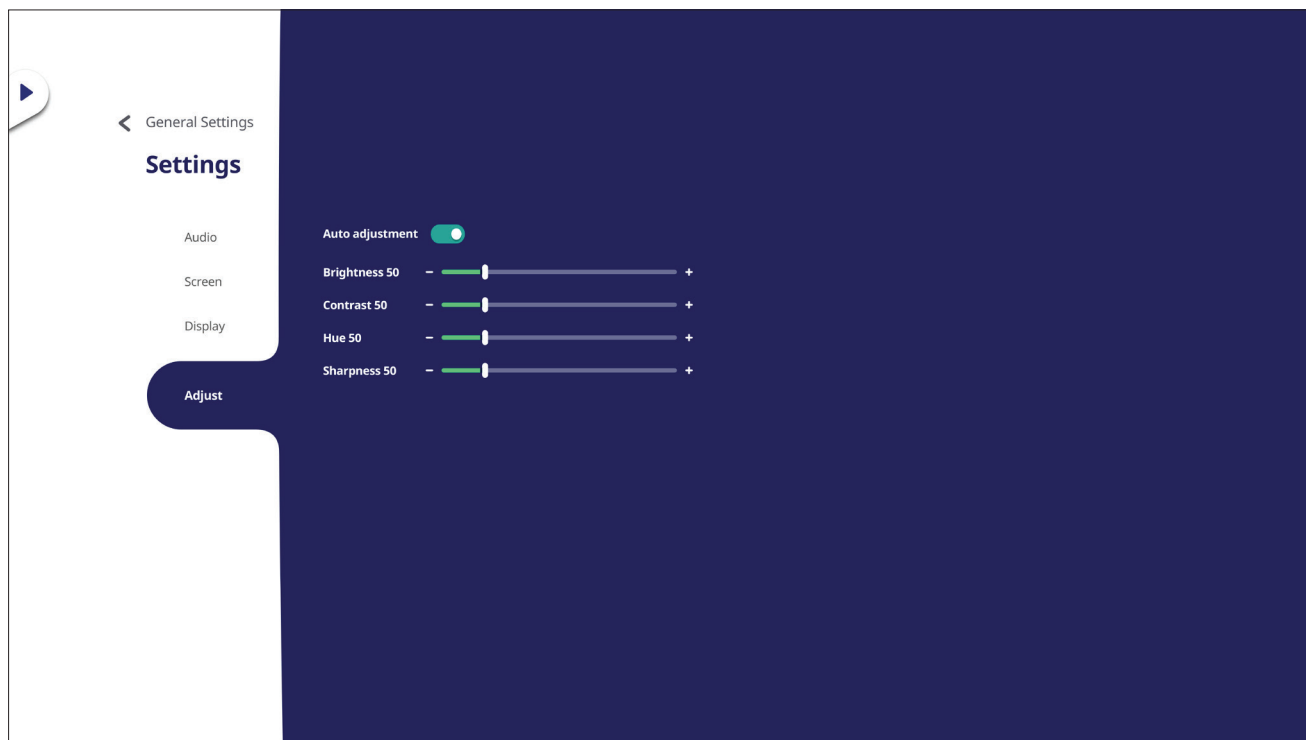 General Settings
Settings
Audio
Screen
Display
Adjust
Auto adjustment
Brightness 50 - +
Contrast 50 - +
Hue 50 - +
Sharpness 50 - +